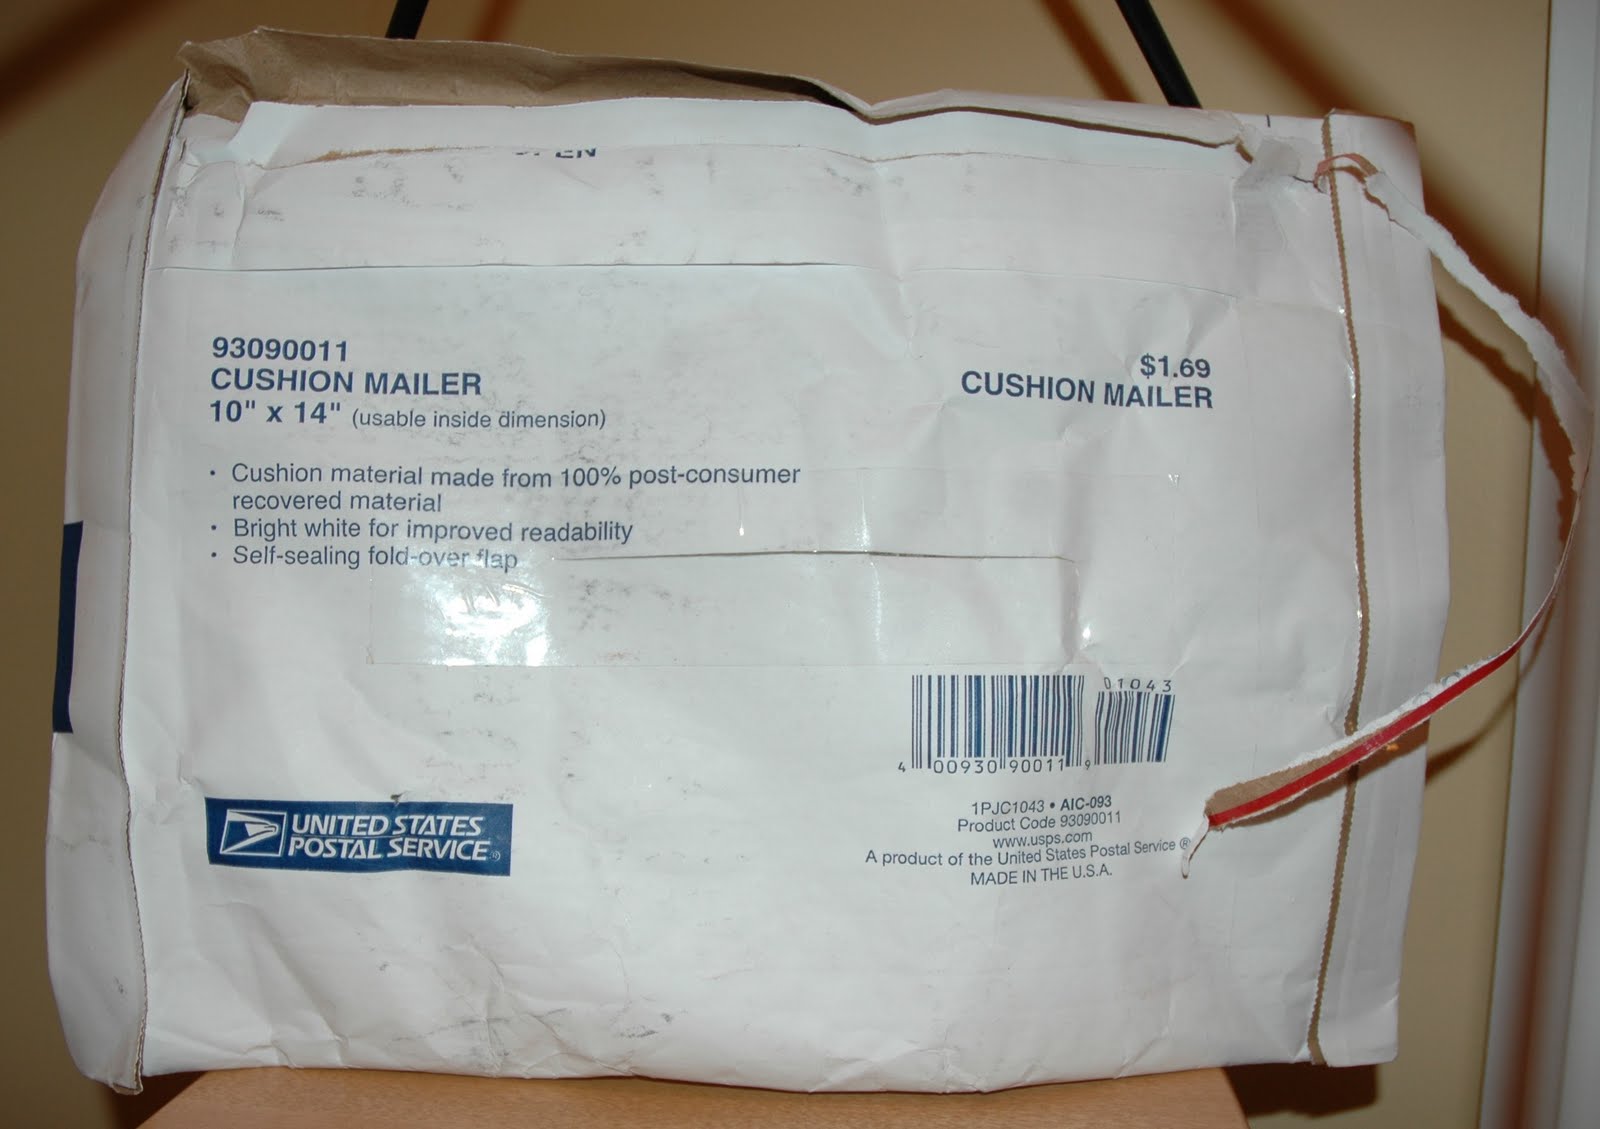 93090011
CUSHION MAILER
10" x 14" (usable inside dimension)
$1.69
CUSHION MAILER
• Cushion material made from 100% post-consumer
recovered material
• Bright white for improved readability
• Self-sealing fold-over flap
01043
4 00930 90011 9
UNITED STATES
POSTAL SERVICE®
1PJC1043 • AIC-093
Product Code 93090011
www.usps.com
A product of the United States Postal Service ®
MADE IN THE U.S.A.